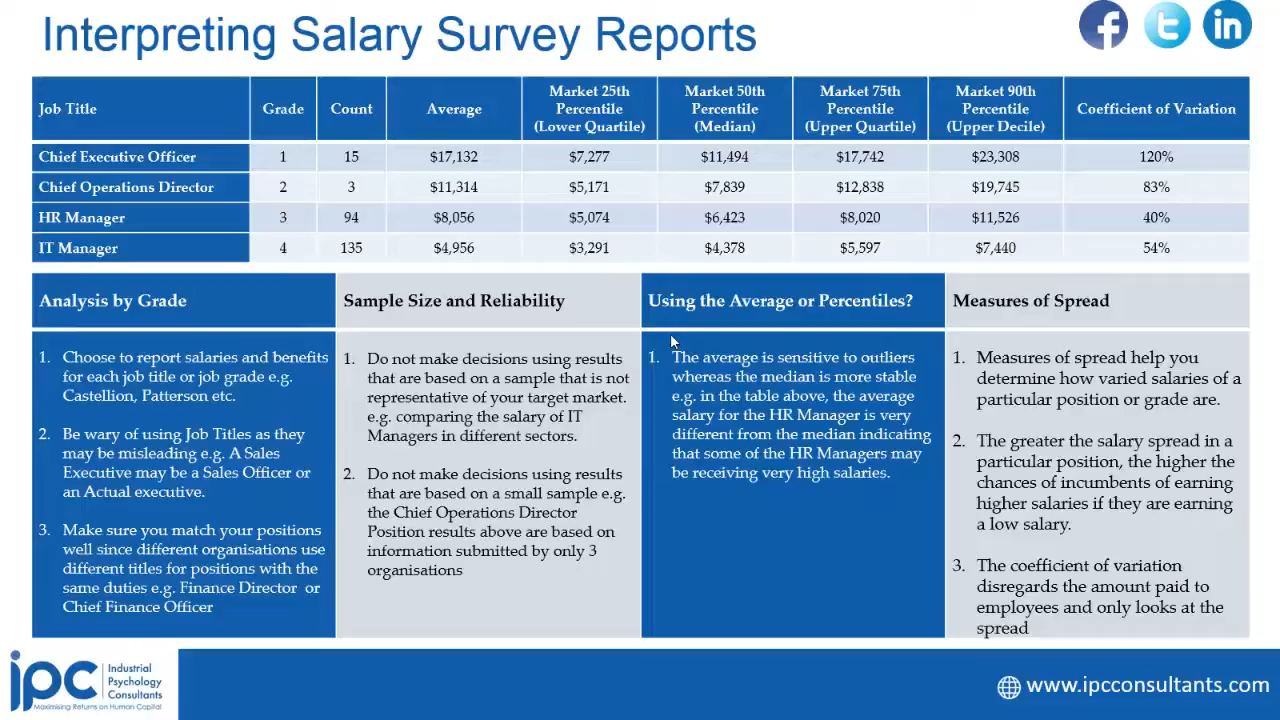 Interpreting Salary Survey Reports
Job Title
Grade
Count
Average
Market 25th
Percentile
(Lower Quartile)
Market 50th
Percentile
(Median)
Market 75th
Percentile
(Upper Quartile)
Market 90th
Percentile
(Upper Decile)
Coefficient of Variation
Chief Executive Officer 1 15 $17,132 $7,277 $11,494 $17,742 $23,308 120%
Chief Operations Director 2 3 $11,314 $5,171 $7,839 $12,838 $19,745 83%
HR Manager 3 94 $8,056 $5,074 $6,423 $8,020 $11,526 40%
IT Manager 4 135 $4,956 $3,291 $4,378 $5,597 $7,440 54%
Analysis by Grade
1. Choose to report salaries and benefits
for each job title or job grade e.g.
Castellion, Patterson etc.
2. Be wary of using Job Titles as they
may be misleading e.g. A Sales
Executive may be a Sales Officer or
an Actual executive.
3. Make sure you match your positions
well since different organisations use
different titles for positions with the
same duties e.g. Finance Director or
Chief Finance Officer
Sample Size and Reliability
1. Do not make decisions using results
that are based on a sample that is not
representative of your target market.
e.g. comparing the salary of IT
Managers in different sectors.
2. Do not make decisions using results
that are based on a small sample e.g.
the Chief Operations Director
Position results above are based on
information submitted by only 3
organisations
Using the Average or Percentiles?
1. The average is sensitive to outliers
whereas the median is more stable
e.g. in the table above, the average
salary for the HR Manager is very
different from the median indicating
that some of the HR Managers may
be receiving very high salaries.
Measures of Spread
1. Measures of spread help you
determine how varied salaries of a
particular position or grade are.
2. The greater the salary spread in a
particular position, the higher the
chances of incumbents of earning
higher salaries if they are earning
a low salary.
3. The coefficient of variation
disregards the amount paid to
employees and only looks at the
spread
ipc
Industrial
Psychology
Consultants
Maximising Returns on Human Capital
www.ipcconsultants.com